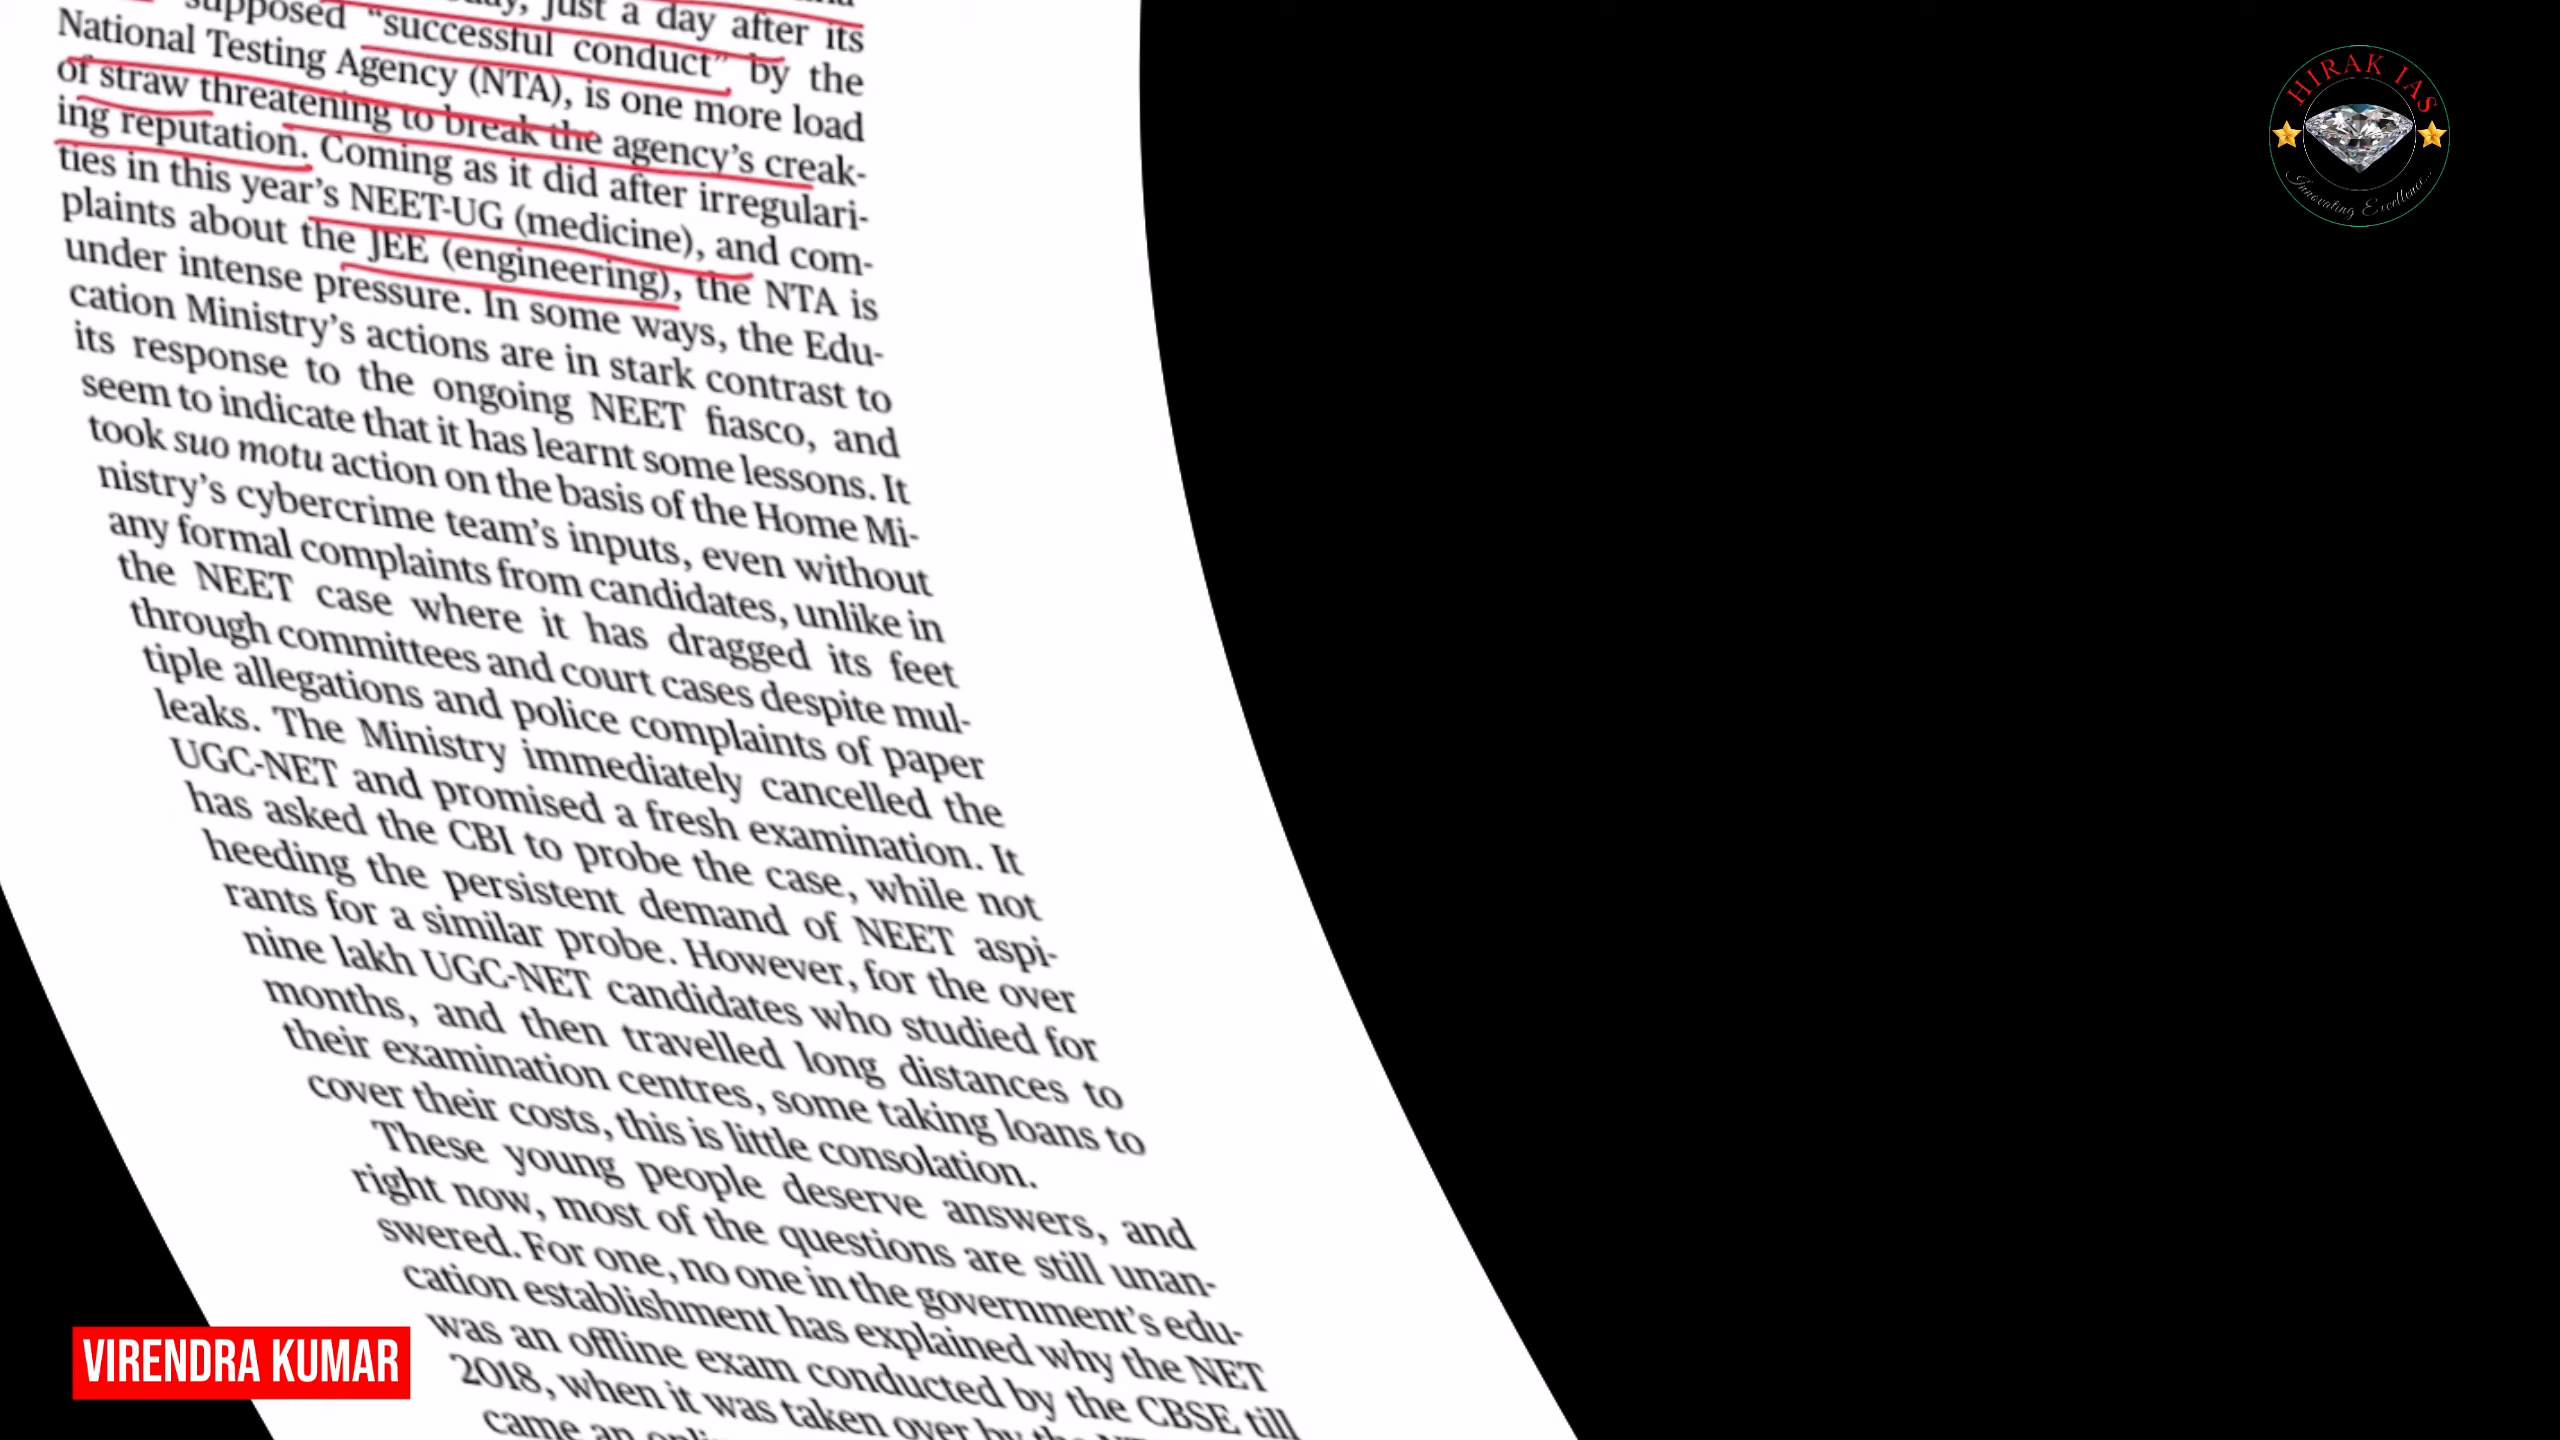 just a day after its
supposed “successful conduct” by the
National Testing Agency (NTA), is one more load
of straw threatening to break the agency’s creak-
ing reputation. Coming as it did after irregulari-
ties in this year’s NEET-UG (medicine), and com-
plaints about the JEE (engineering), the NTA is
under intense pressure. In some ways, the Edu-
cation Ministry’s actions are in stark contrast to
its response to the ongoing NEET fiasco, and
seem to indicate that it has learnt some lessons. It
took suo motu action on the basis of the Home Mi-
nistry’s cybercrime team’s inputs, even without
any formal complaints from candidates, unlike in
the NEET case where it has dragged its feet
through committees and court cases despite mul-
tiple allegations and police complaints of paper
leaks. The Ministry immediately cancelled the
UGC-NET and promised a fresh examination. It
has asked the CBI to probe the case, while not
heeding the persistent demand of NEET aspi-
rants for a similar probe. However, for the over
nine lakh UGC-NET candidates who studied for
months, and then travelled long distances to
their examination centres, some taking loans to
cover their costs, this is little consolation.
These young people deserve answers, and
right now, most of the questions are still unan-
swered. For one, no one in the government’s edu-
cation establishment has explained why the NET
was an offline exam conducted by the CBSE till
2018, when it was taken over by the
came an
HIRAK IAS
Innovating Excellence...
VIRENDRA KUMAR